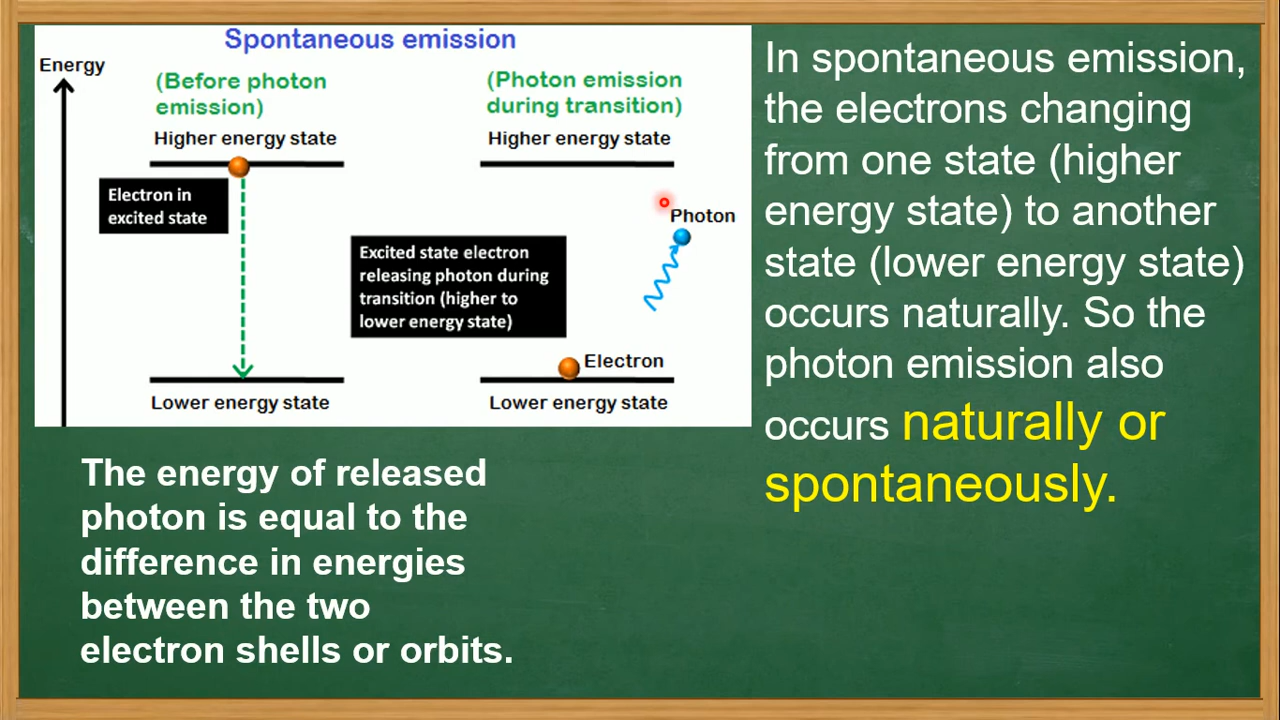 Spontaneous emission
Energy
(Before photon
emission)
Higher energy state
Electron in
excited state
Lower energy state
(Photon emission
during transition)
Higher energy state
Photon
Excited state electron
releasing photon during
transition (higher to
lower energy state)
Electron
Lower energy state
The energy of released
photon is equal to the
difference in energies
between the two
electron shells or orbits.
In spontaneous emission,
the electrons changing
from one state (higher
energy state) to another
state (lower energy state)
occurs naturally. So the
photon emission also
occurs naturally or
spontaneously.